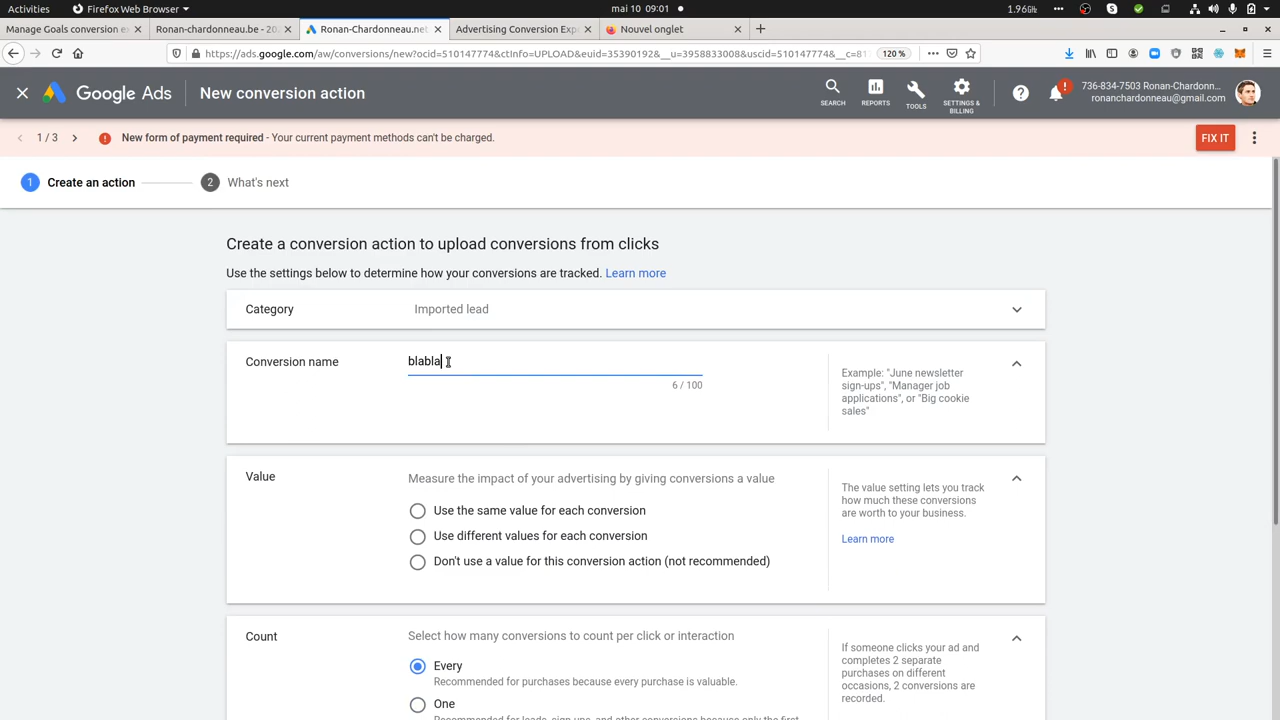 Activities
Firefox Web Browser
mai 10 09:01
1.966k
Manage Goals conversion ex
Ronan-chardonneau.be - 20
Ronan-Chardonneau.net
Advertising Conversion Exp
Nouvel onglet
https://ads.google.com/aw/conversions/new?ocid=510147774&ctInfo=UPLOAD&euid=35390192&__u=3958833008&uscid=510147774&__c=81
120 %
Google Ads
New conversion action
SEARCH
REPORTS
TOOLS
SETTINGS &
BILLING
736-834-7503 Ronan-Chardonn...
ronanchardonneau@gmail.com
1 / 3
New form of payment required - Your current payment methods can't be charged.
FIX IT
1 Create an action
2 What's next
Create a conversion action to upload conversions from clicks
Use the settings below to determine how your conversions are tracked. Learn more
Category
Imported lead
Conversion name
blabla
6 / 100
Example: "June newsletter
sign-ups", "Manager job
applications", or "Big cookie
sales"
Value
Measure the impact of your advertising by giving conversions a value
Use the same value for each conversion
Use different values for each conversion
Don't use a value for this conversion action (not recommended)
The value setting lets you track
how much these conversions
are worth to your business.
Learn more
Count
Select how many conversions to count per click or interaction
Every
Recommended for purchases because every purchase is valuable.
One
Recommended for leads, sign-ups, and other conversions because only the first
If someone clicks your ad and
completes 2 separate
purchases on different
occasions, 2 conversions are
recorded.